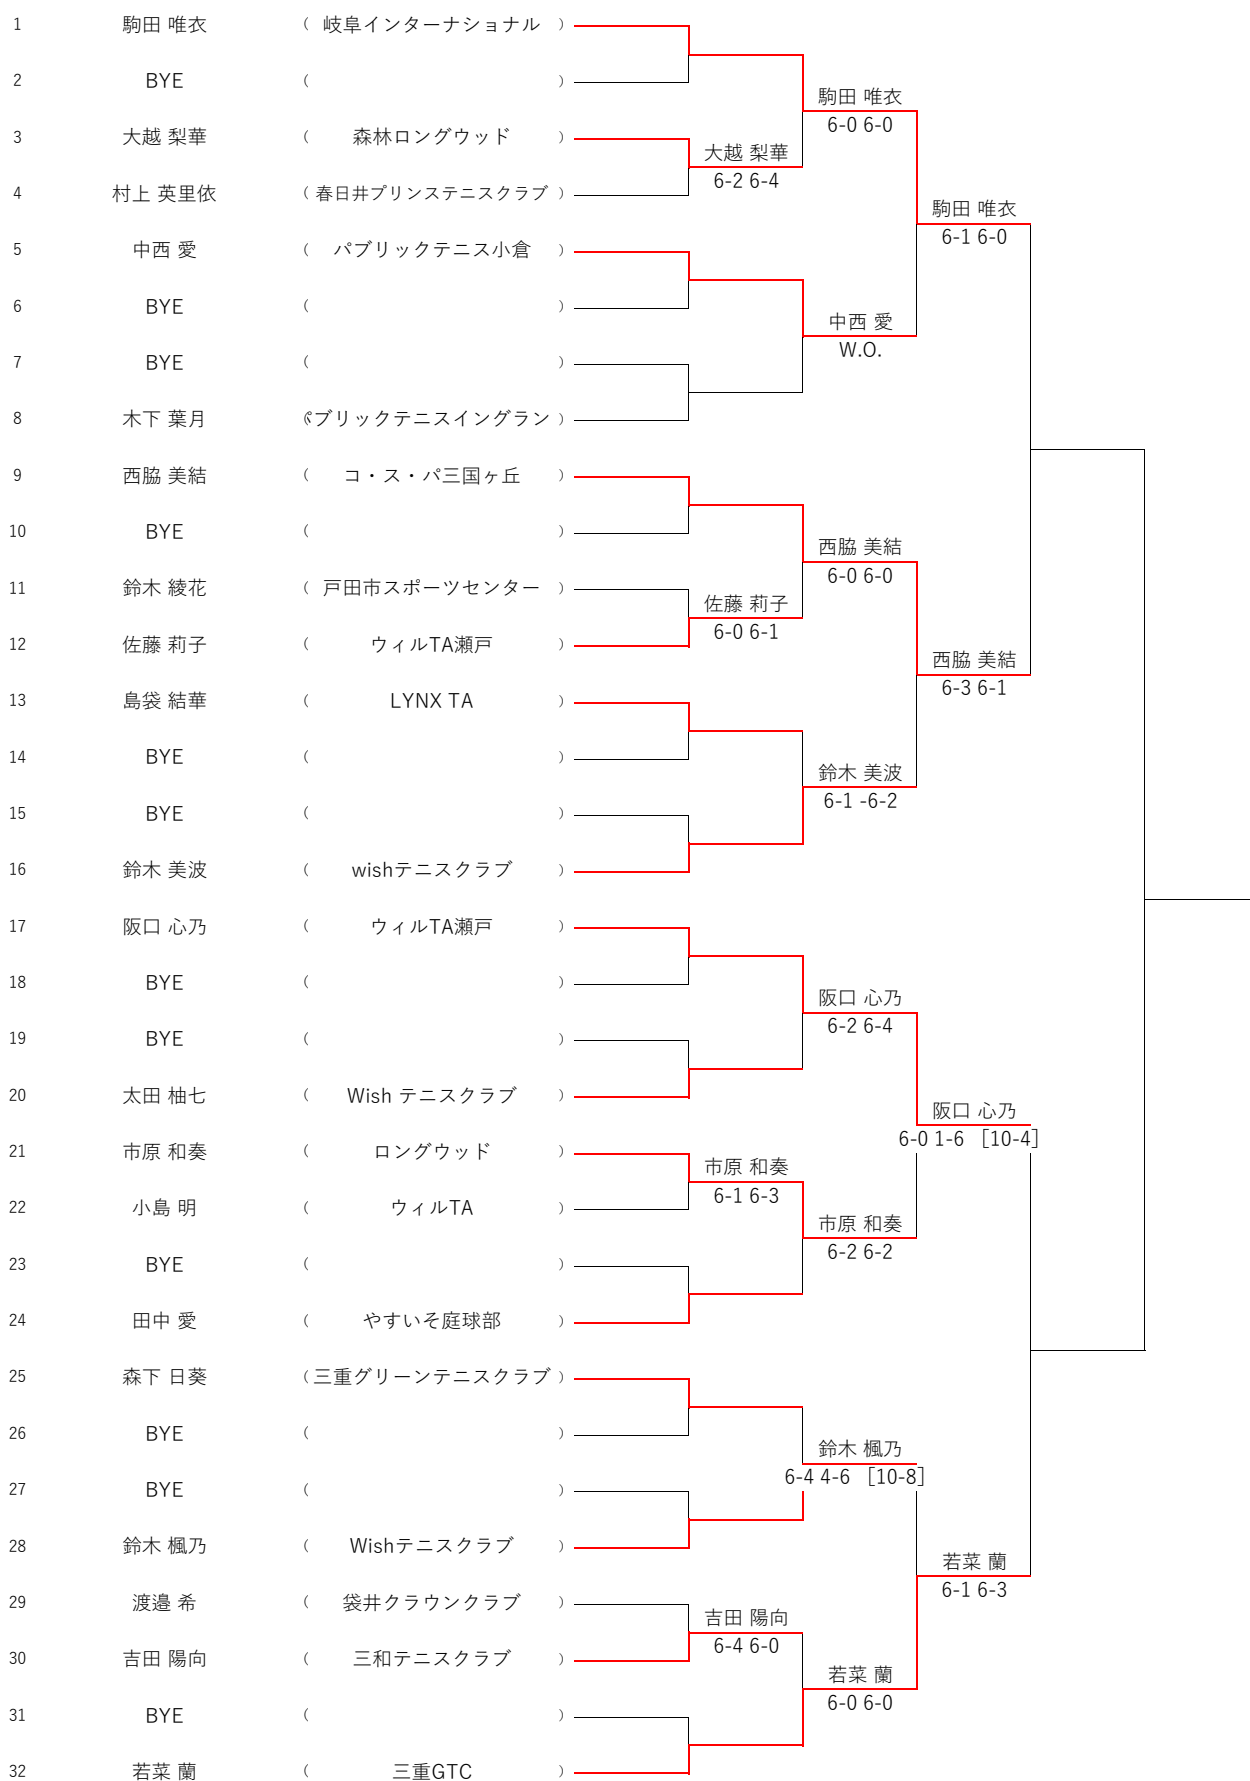 1 駒田 唯衣 ( 岐阜インターナショナル )
2 BYE ( )
駒田 唯衣
6-0 6-0
3 大越 梨華 ( 森林ロングウッド )
大越 梨華
6-2 6-4
4 村上 英里依 ( 春日井プリンステニスクラブ )
駒田 唯衣
6-1 6-0
5 中西 愛 ( パブリックテニス小倉 )
6 BYE ( )
中西 愛
W.O.
7 BYE ( )
8 木下 葉月 ( パブリックテニスイングラン )
9 西脇 美結 ( コ・ス・パ三国ヶ丘 )
10 BYE ( )
西脇 美結
6-0 6-0
11 鈴木 綾花 ( 戸田市スポーツセンター )
佐藤 莉子
6-0 6-1
12 佐藤 莉子 ( ウィルTA瀬戸 )
西脇 美結
6-3 6-1
13 島袋 結華 ( LYNX TA )
14 BYE ( )
鈴木 美波
6-1 -6-2
15 BYE ( )
16 鈴木 美波 ( wishテニスクラブ )
17 阪口 心乃 ( ウィルTA瀬戸 )
18 BYE ( )
阪口 心乃
6-2 6-4
19 BYE ( )
20 太田 柚七 ( Wish テニスクラブ )
阪口 心乃
6-0 1-6 [10-4]
21 市原 和奏 ( ロングウッド )
市原 和奏
6-1 6-3
22 小島 明 ( ウィルTA )
市原 和奏
6-2 6-2
23 BYE ( )
24 田中 愛 ( やすいそ庭球部 )
25 森下 日葵 ( 三重グリーンテニスクラブ )
26 BYE ( )
鈴木 楓乃
6-4 4-6 [10-8]
27 BYE ( )
28 鈴木 楓乃 ( Wishテニスクラブ )
若菜 蘭
6-1 6-3
29 渡邉 希 ( 袋井クラウンクラブ )
吉田 陽向
6-4 6-0
30 吉田 陽向 ( 三和テニスクラブ )
若菜 蘭
6-0 6-0
31 BYE ( )
32 若菜 蘭 ( 三重GTC )